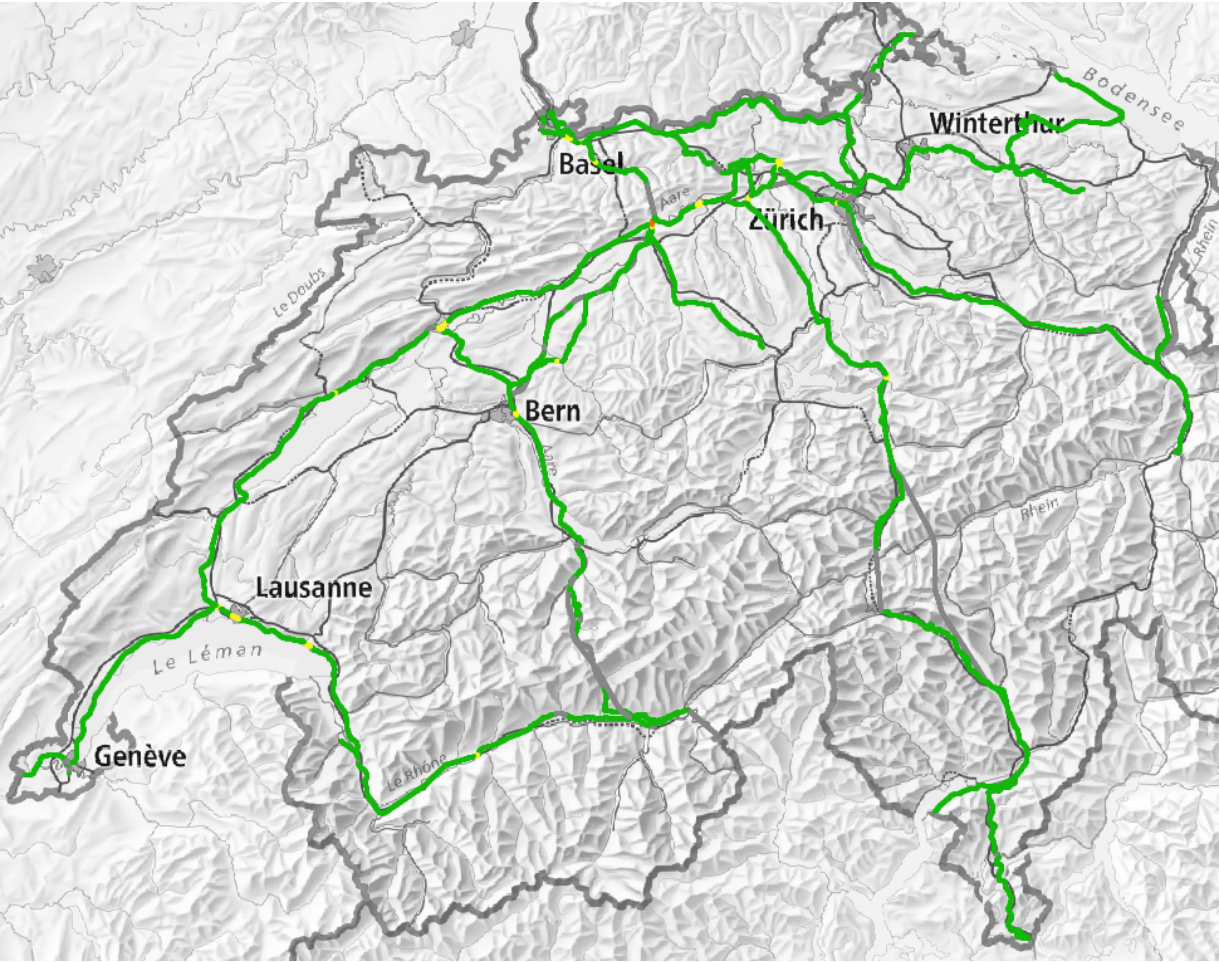 Bodensee
Winterthur
Basel
Aare
Zürich
Rhein
Le Doubs
Bern
Aare
Rhein
Lausanne
Le Léman
Genève
Le Rhône